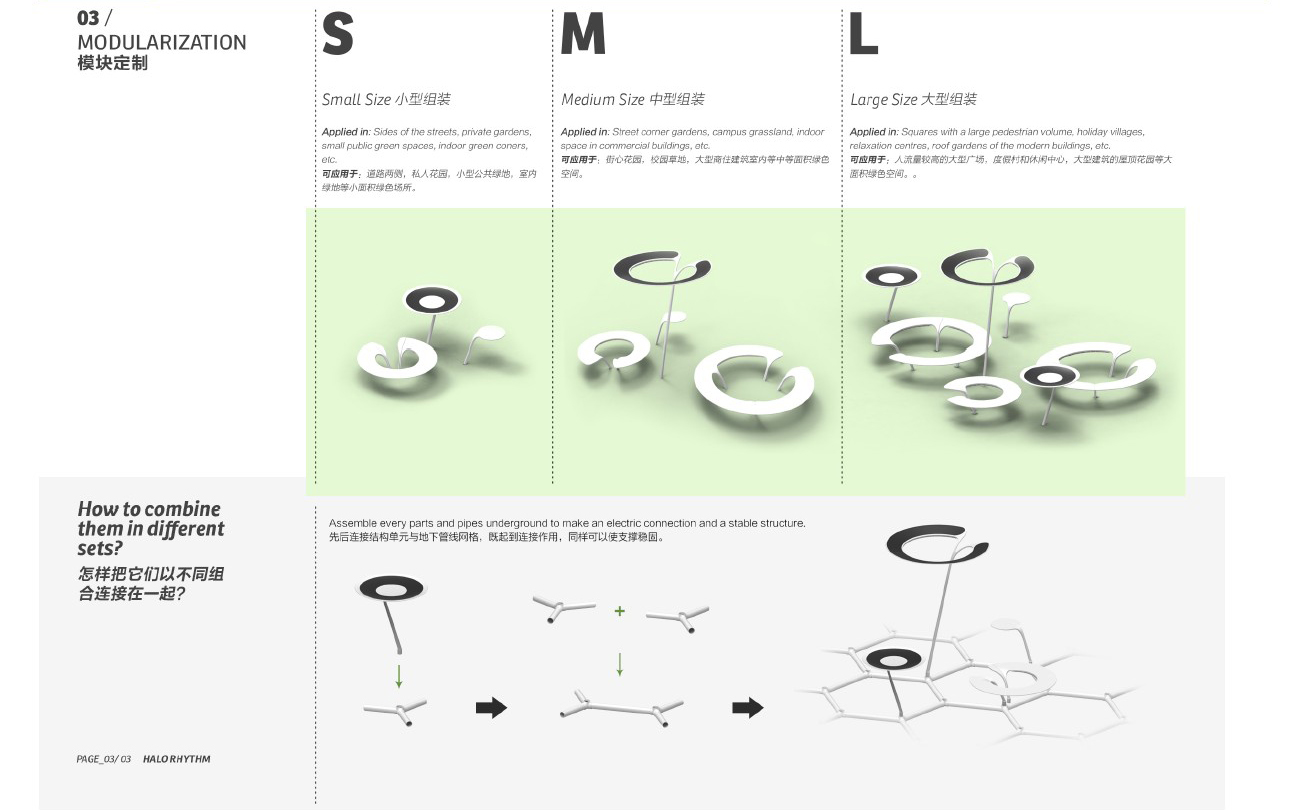 03 /
MODULARIZATION
模块定制
S
Small Size 小型组装
Applied in: Sides of the streets, private gardens,
small public green spaces, indoor green coners,
etc.
可应用于：道路两侧，私人花园，小型公共绿地，室内
绿地等小面积绿色场所。
M
Medium Size 中型组装
Applied in: Street corner gardens, campus grassland, indoor
space in commercial buildings, etc.
可应用于：街心花园，校园草地，大型商住建筑室内等中等面积绿色
空间。
L
Large Size 大型组装
Applied in: Squares with a large pedestrian volume, holiday villages,
relaxation centres, roof gardens of the modern buildings, etc.
可应用于：人流量较高的大型广场，度假村和休闲中心，大型建筑的屋顶花园等大
面积绿色空间。。
How to combine
them in different
sets?
怎样把它们以不同组
合连接在一起？
Assemble every parts and pipes underground to make an electric connection and a stable structure.
先后连接结构单元与地下管线网格，既起到连接作用，同样可以使支撑稳固。
+
PAGE_03/ 03 HALO RHYTHM